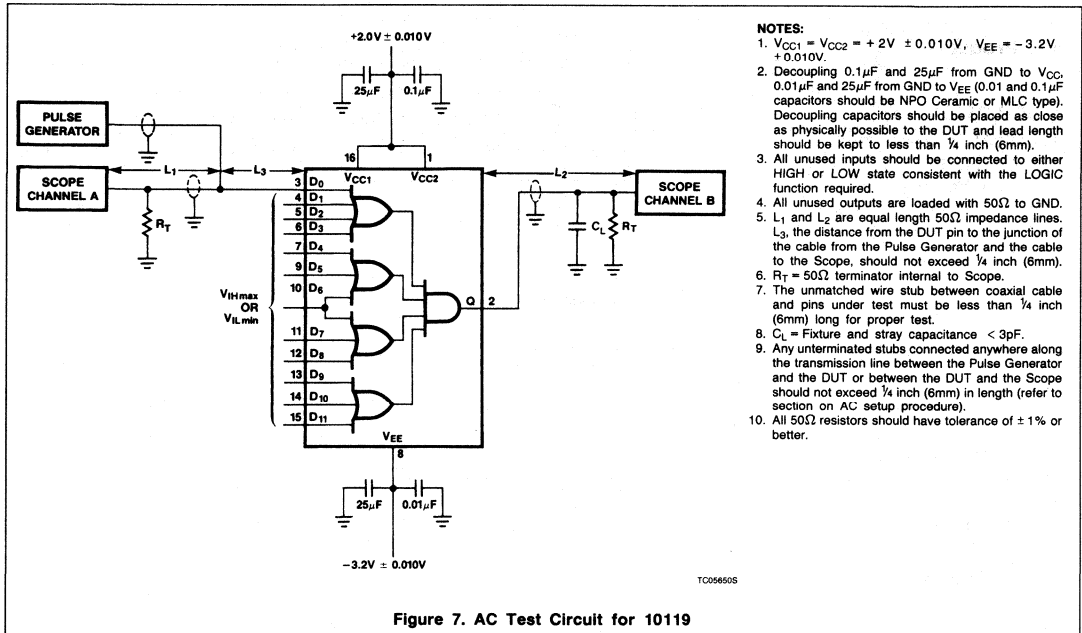 +2.0V ± 0.010V
25μF
0.1μF
PULSE
GENERATOR
SCOPE
CHANNEL A
L1
L3
RT
16
1
VCC1
VCC2
L2
SCOPE
CHANNEL B
CL
RT
3 D0
4 D1
5 D2
6 D3
7 D4
9 D5
10 D6
11 D7
12 D8
13 D9
14 D10
15 D11
VIHmax
OR
VILmin
Q
2
VEE
8
25μF
0.01μF
−3.2V ± 0.010V
TC05650S
NOTES:
1. VCC1 = VCC2 = +2V ±0.010V, VEE = −3.2V
+0.010V.
2. Decoupling 0.1μF and 25μF from GND to VCC,
0.01μF and 25μF from GND to VEE (0.01 and 0.1μF
capacitors should be NPO Ceramic or MLC type).
Decoupling capacitors should be placed as close
as physically possible to the DUT and lead length
should be kept to less than ¼ inch (6mm).
3. All unused inputs should be connected to either
HIGH or LOW state consistent with the LOGIC
function required.
4. All unused outputs are loaded with 50Ω to GND.
5. L1 and L2 are equal length 50Ω impedance lines.
L3, the distance from the DUT pin to the junction of
the cable from the Pulse Generator and the cable
to the Scope, should not exceed ¼ inch (6mm).
6. RT = 50Ω terminator internal to Scope.
7. The unmatched wire stub between coaxial cable
and pins under test must be less than ¼ inch
(6mm) long for proper test.
8. CL = Fixture and stray capacitance < 3pF.
9. Any unterminated stubs connected anywhere along
the transmission line between the Pulse Generator
and the DUT or between the DUT and the Scope
should not exceed ¼ inch (6mm) in length (refer to
section on AC setup procedure).
10. All 50Ω resistors should have tolerance of ±1% or
better.
Figure 7. AC Test Circuit for 10119